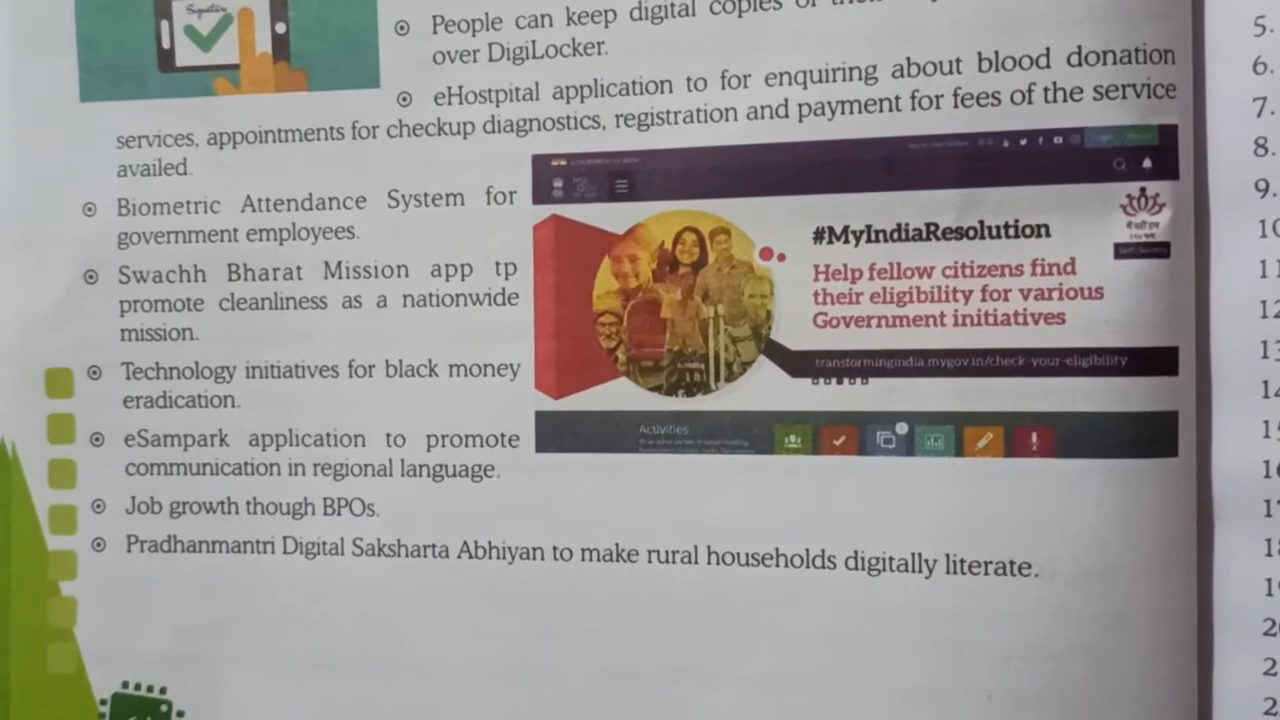 Signature
People can keep digital copies of their
over DigiLocker.
eHostpital application to for enquiring about blood donation
services, appointments for checkup diagnostics, registration and payment for fees of the service
availed.
Biometric Attendance System for
government employees.
Swachh Bharat Mission app tp
promote cleanliness as a nationwide
mission.
Technology initiatives for black money
eradication.
eSampark application to promote
communication in regional language.
Job growth though BPOs.
Pradhanmantri Digital Saksharta Abhiyan to make rural households digitally literate.
#MyIndiaResolution
Help fellow citizens find
their eligibility for various
Government initiatives
transformingindia.mygov.in/check-your-eligibility
Activities
5.
6.
7.
8.
9.